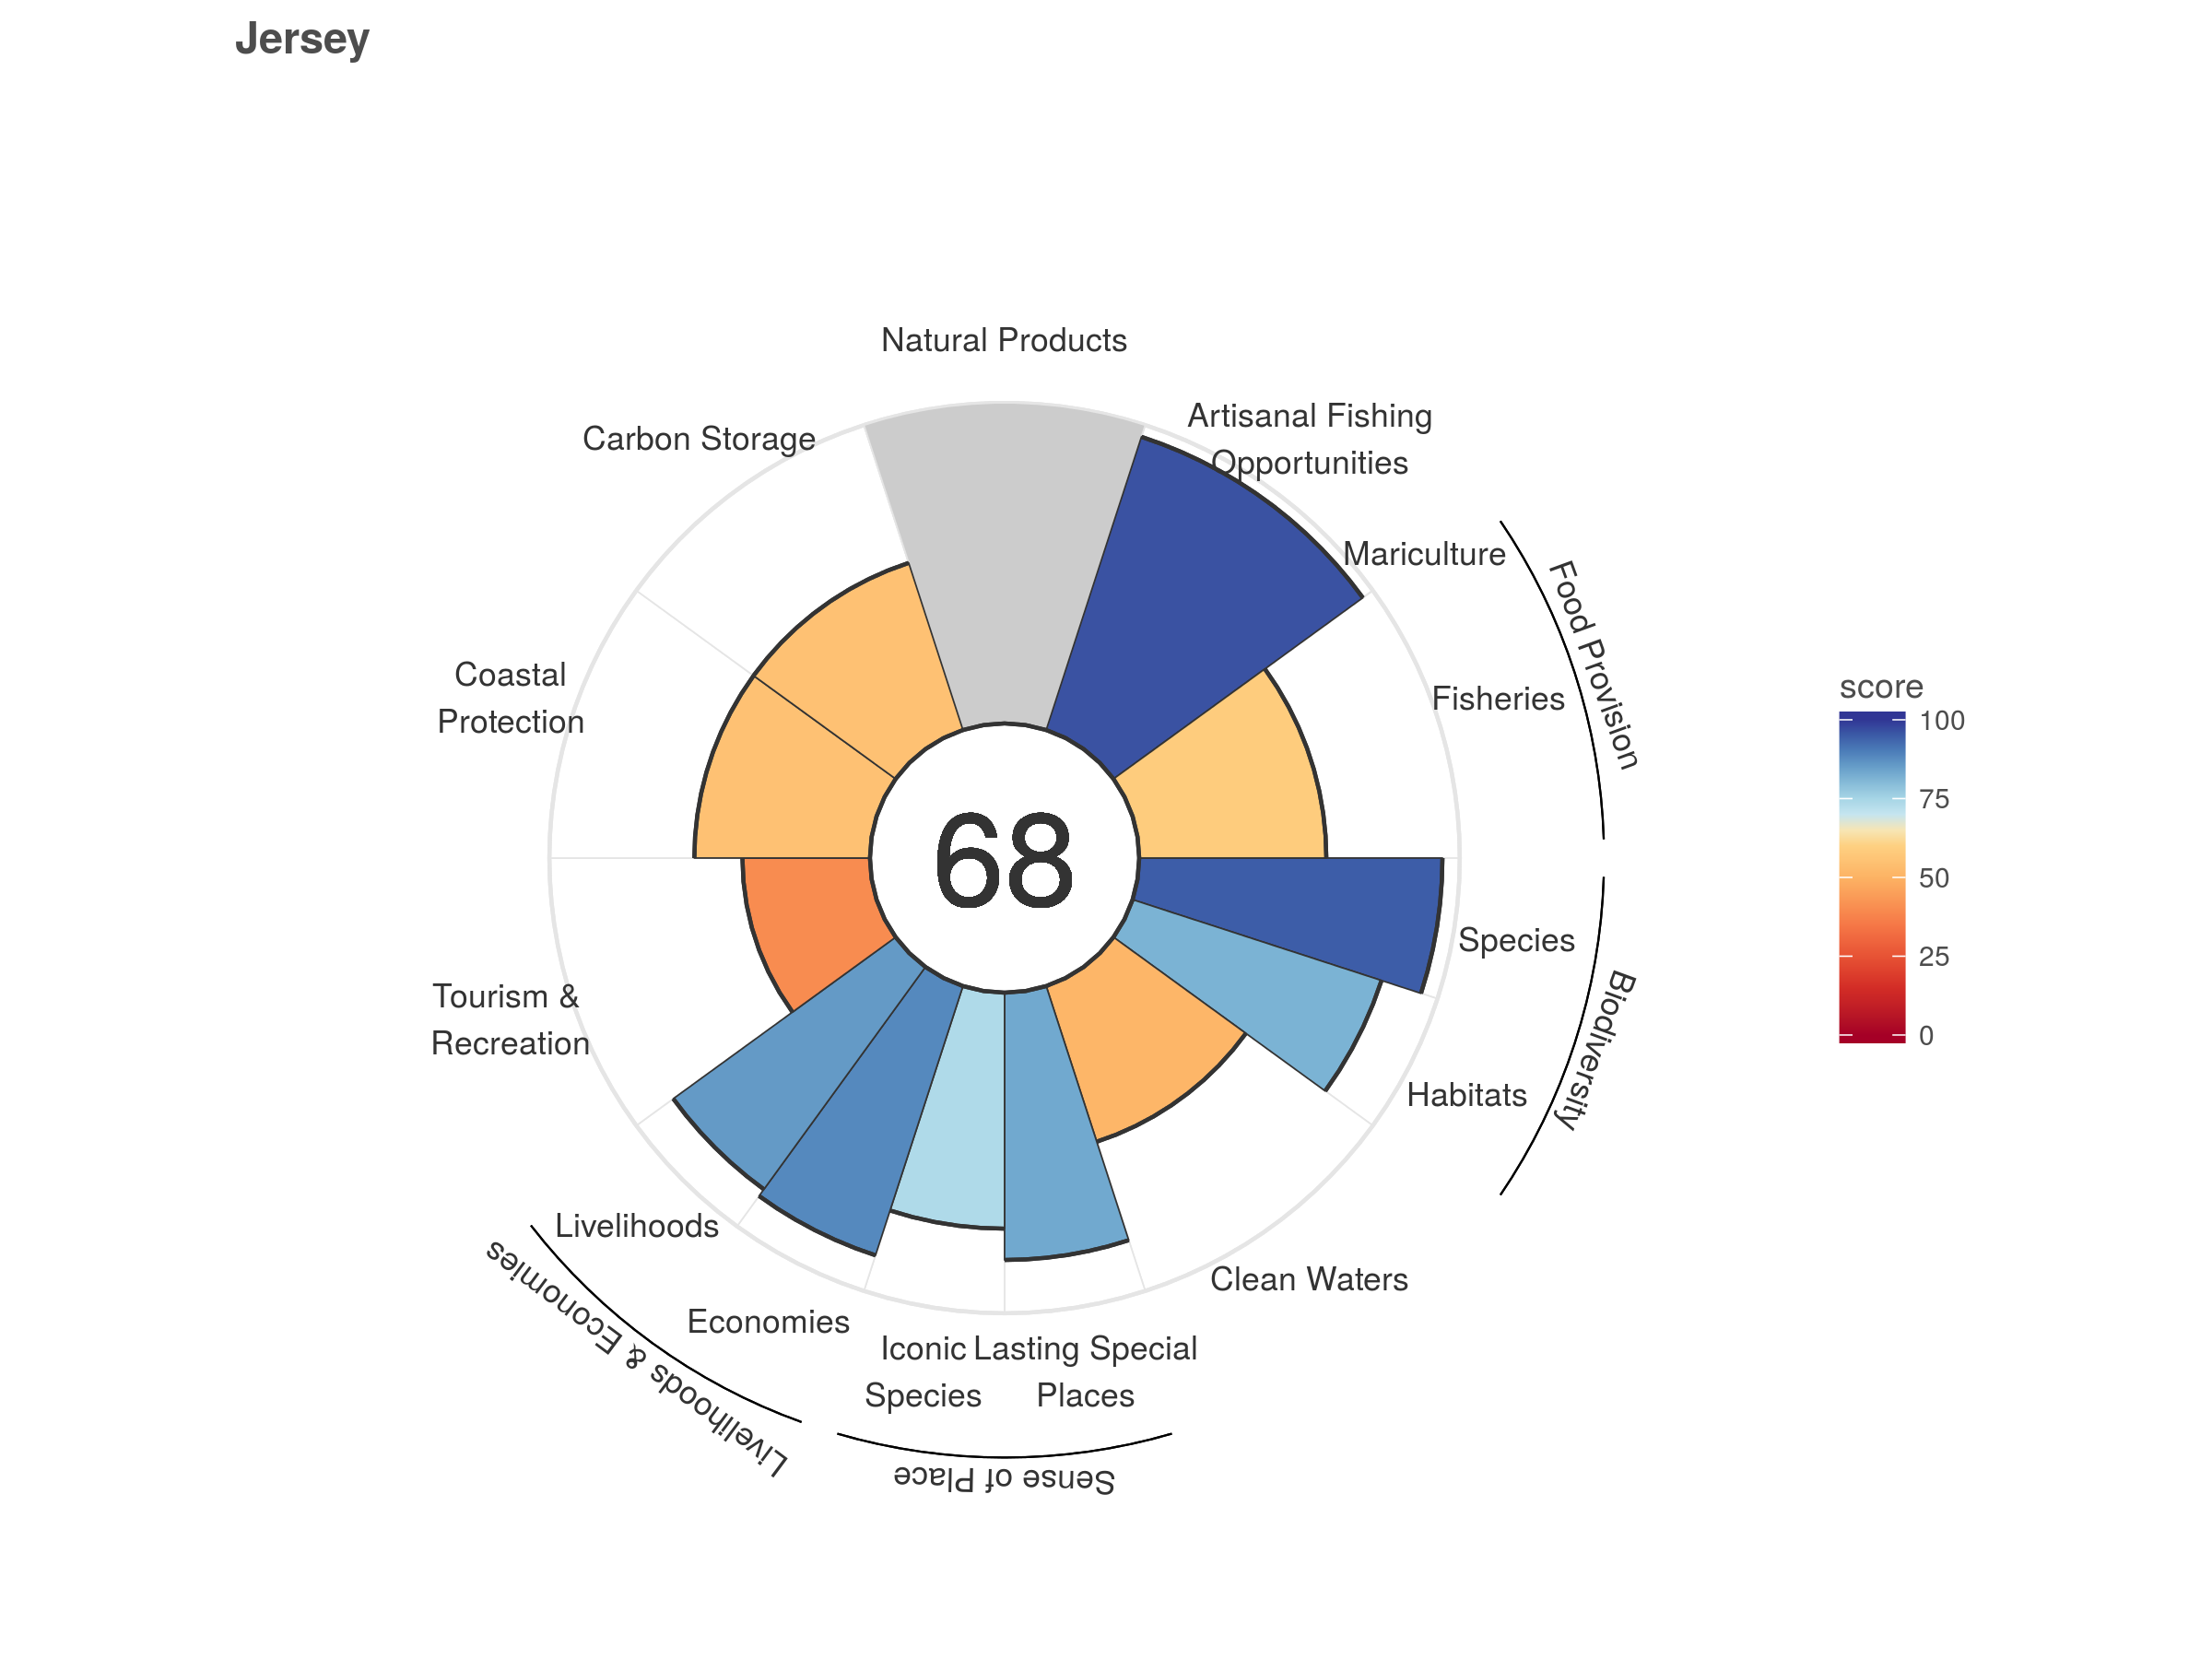 Jersey
Natural Products
Artisanal Fishing
Opportunities
Carbon Storage
Mariculture
Food Provision
Fisheries
Coastal
Protection
score
100
75
50
25
0
68
Species
Biodiversity
Habitats
Tourism &
Recreation
Livelihoods
Livelihoods & Economies
Economies
Clean Waters
Iconic
Species
Lasting Special
Places
Sense of Place